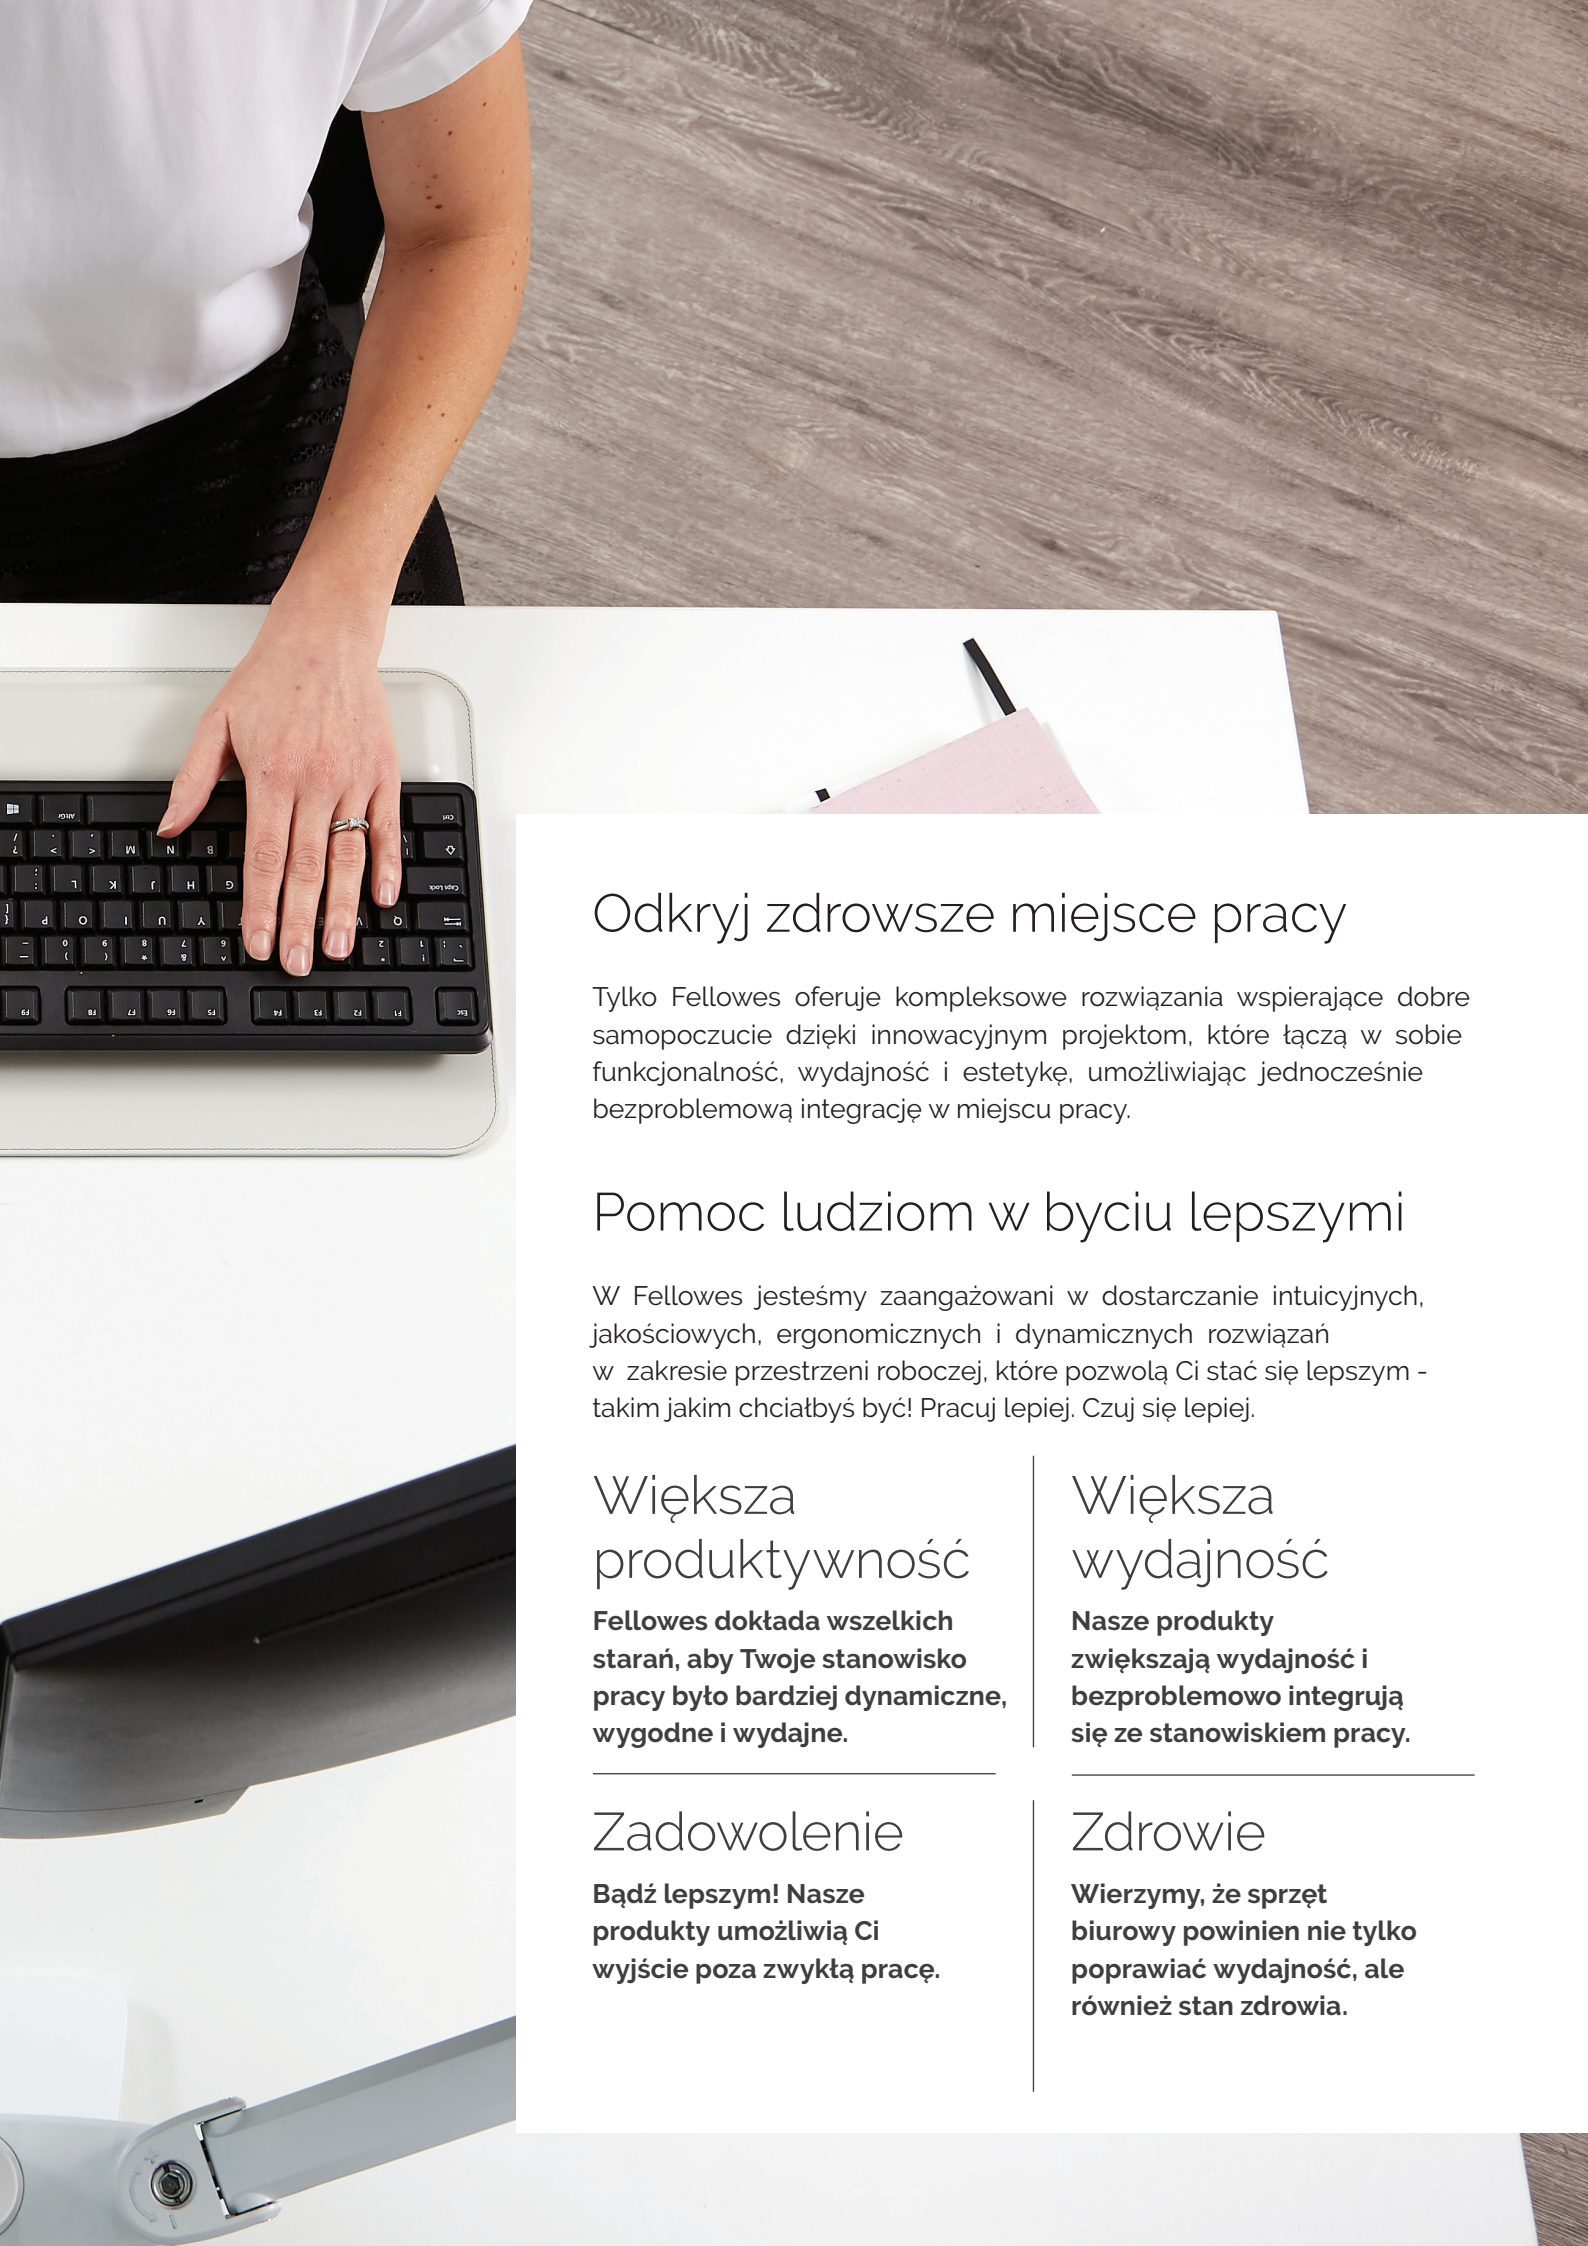 Odkryj zdrowsze miejsce pracy
Tylko Fellowes oferuje kompleksowe rozwiązania wspierające dobre
samopoczucie dzięki innowacyjnym projektom, które łączą w sobie
funkcjonalność, wydajność i estetykę, umożliwiając jednocześnie
bezproblemową integrację w miejscu pracy.
Pomoc ludziom w byciu lepszymi
W Fellowes jesteśmy zaangażowani w dostarczanie intuicyjnych,
jakościowych, ergonomicznych i dynamicznych rozwiązań
w zakresie przestrzeni roboczej, które pozwolą Ci stać się lepszym -
takim jakim chciałbyś być! Pracuj lepiej. Czuj się lepiej.
Większa
produktywność
Fellowes dokłada wszelkich
starań, aby Twoje stanowisko
pracy było bardziej dynamiczne,
wygodne i wydajne.
Większa
wydajność
Nasze produkty
zwiększają wydajność i
bezproblemowo integrują
się ze stanowiskiem pracy.
Zadowolenie
Bądź lepszym! Nasze
produkty umożliwią Ci
wyjście poza zwykłą pracę.
Zdrowie
Wierzymy, że sprzęt
biurowy powinien nie tylko
poprawiać wydajność, ale
również stan zdrowia.